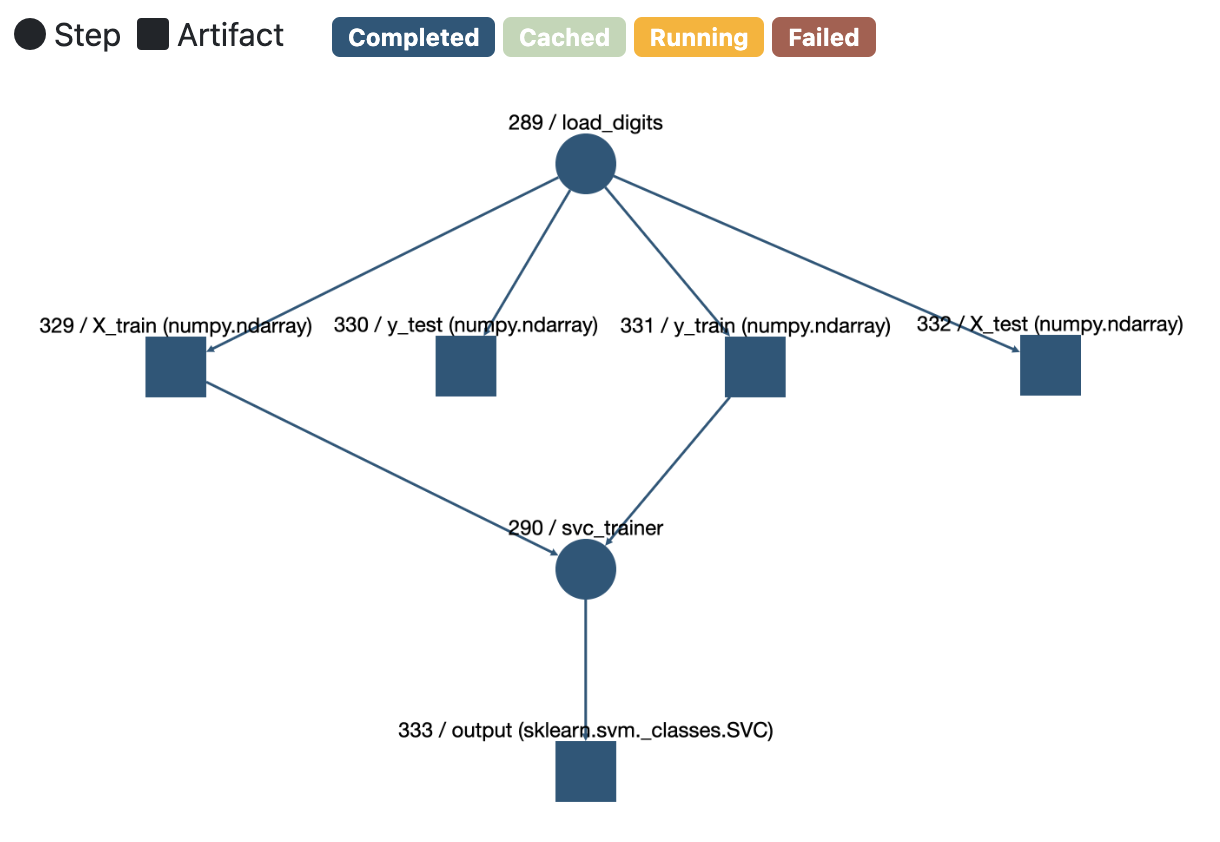 Step Artifact Completed Cached Running Failed
289 / load_digits
329 / X_train (numpy.ndarray) 330 / y_test (numpy.ndarray) 331 / y_train (numpy.ndarray) 332 / X_test (numpy.ndarray)
290 / svc_trainer
333 / output (sklearn.svm._classes.SVC)